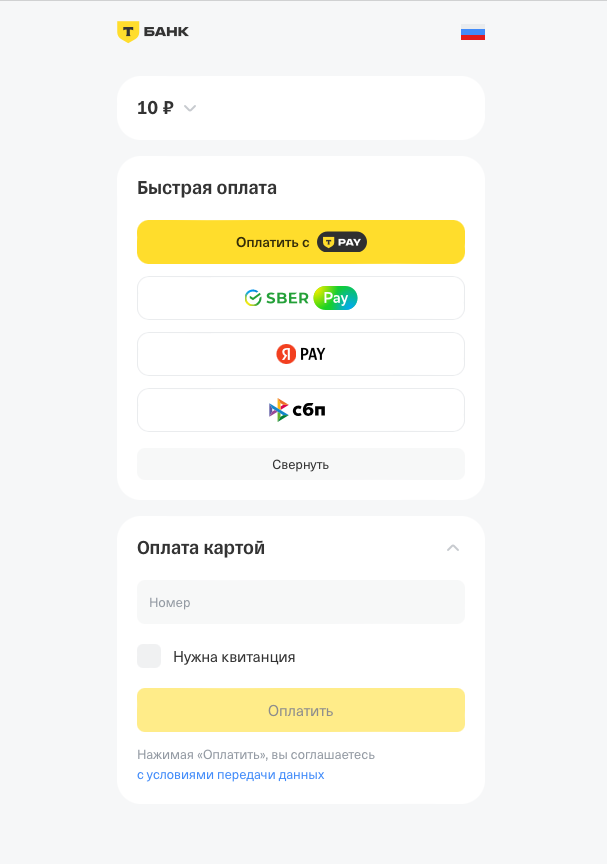 Т БАНК
10 ₽
Быстрая оплата
Оплатить с Т PAY
SBER Pay
Я PAY
сбп
Свернуть
Оплата картой
Номер
Нужна квитанция
Оплатить
Нажимая «Оплатить», вы соглашаетесь
с условиями передачи данных